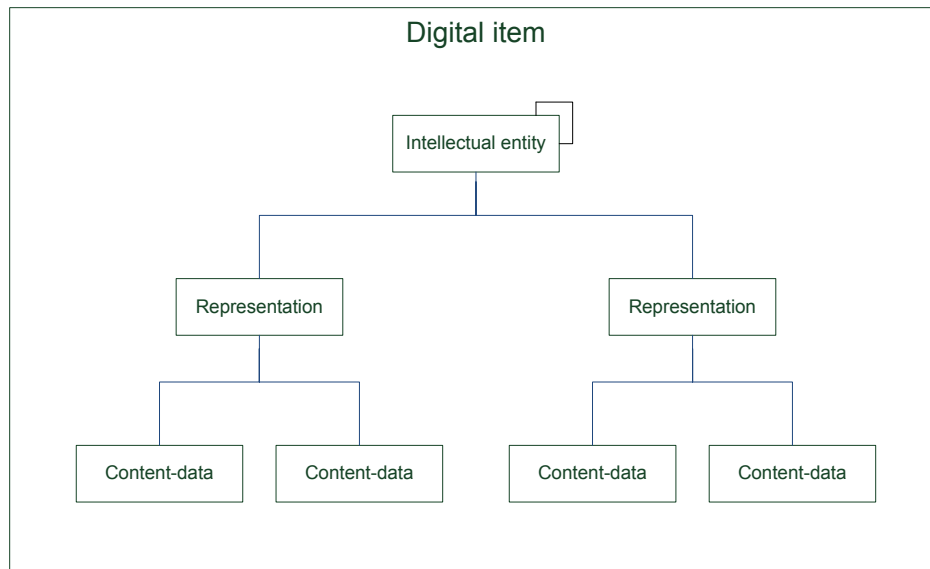 Digital item
Intellectual entity
Representation
Representation
Content-data
Content-data
Content-data
Content-data